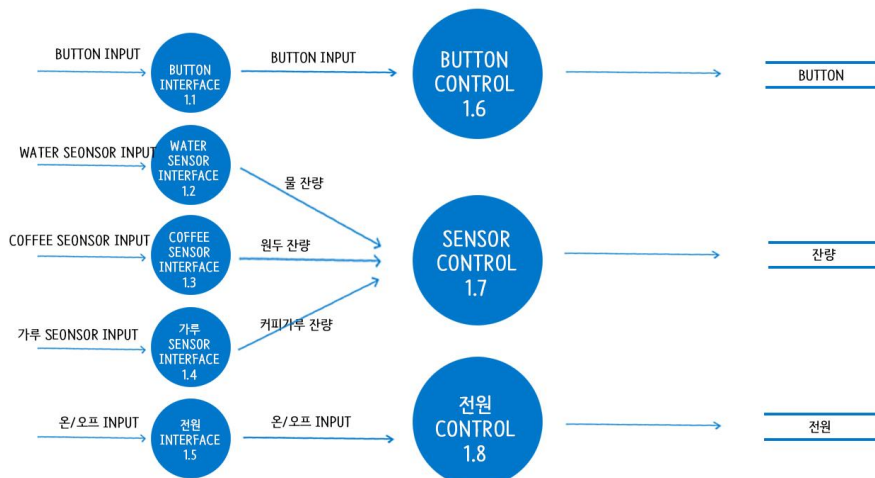 BUTTON INPUT
BUTTON
INTERFACE
1.1
BUTTON INPUT
BUTTON
CONTROL
1.6
BUTTON
WATER SEONSOR INPUT
WATER
SENSOR
INTERFACE
1.2
물 잔량
COFFEE SEONSOR INPUT
COFFEE
SENSOR
INTERFACE
1.3
원두 잔량
SENSOR
CONTROL
1.7
잔량
가루 SEONSOR INPUT
가루
SENSOR
INTERFACE
1.4
커피가루 잔량
온/오프 INPUT
전원
INTERFACE
1.5
온/오프 INPUT
전원
CONTROL
1.8
전원